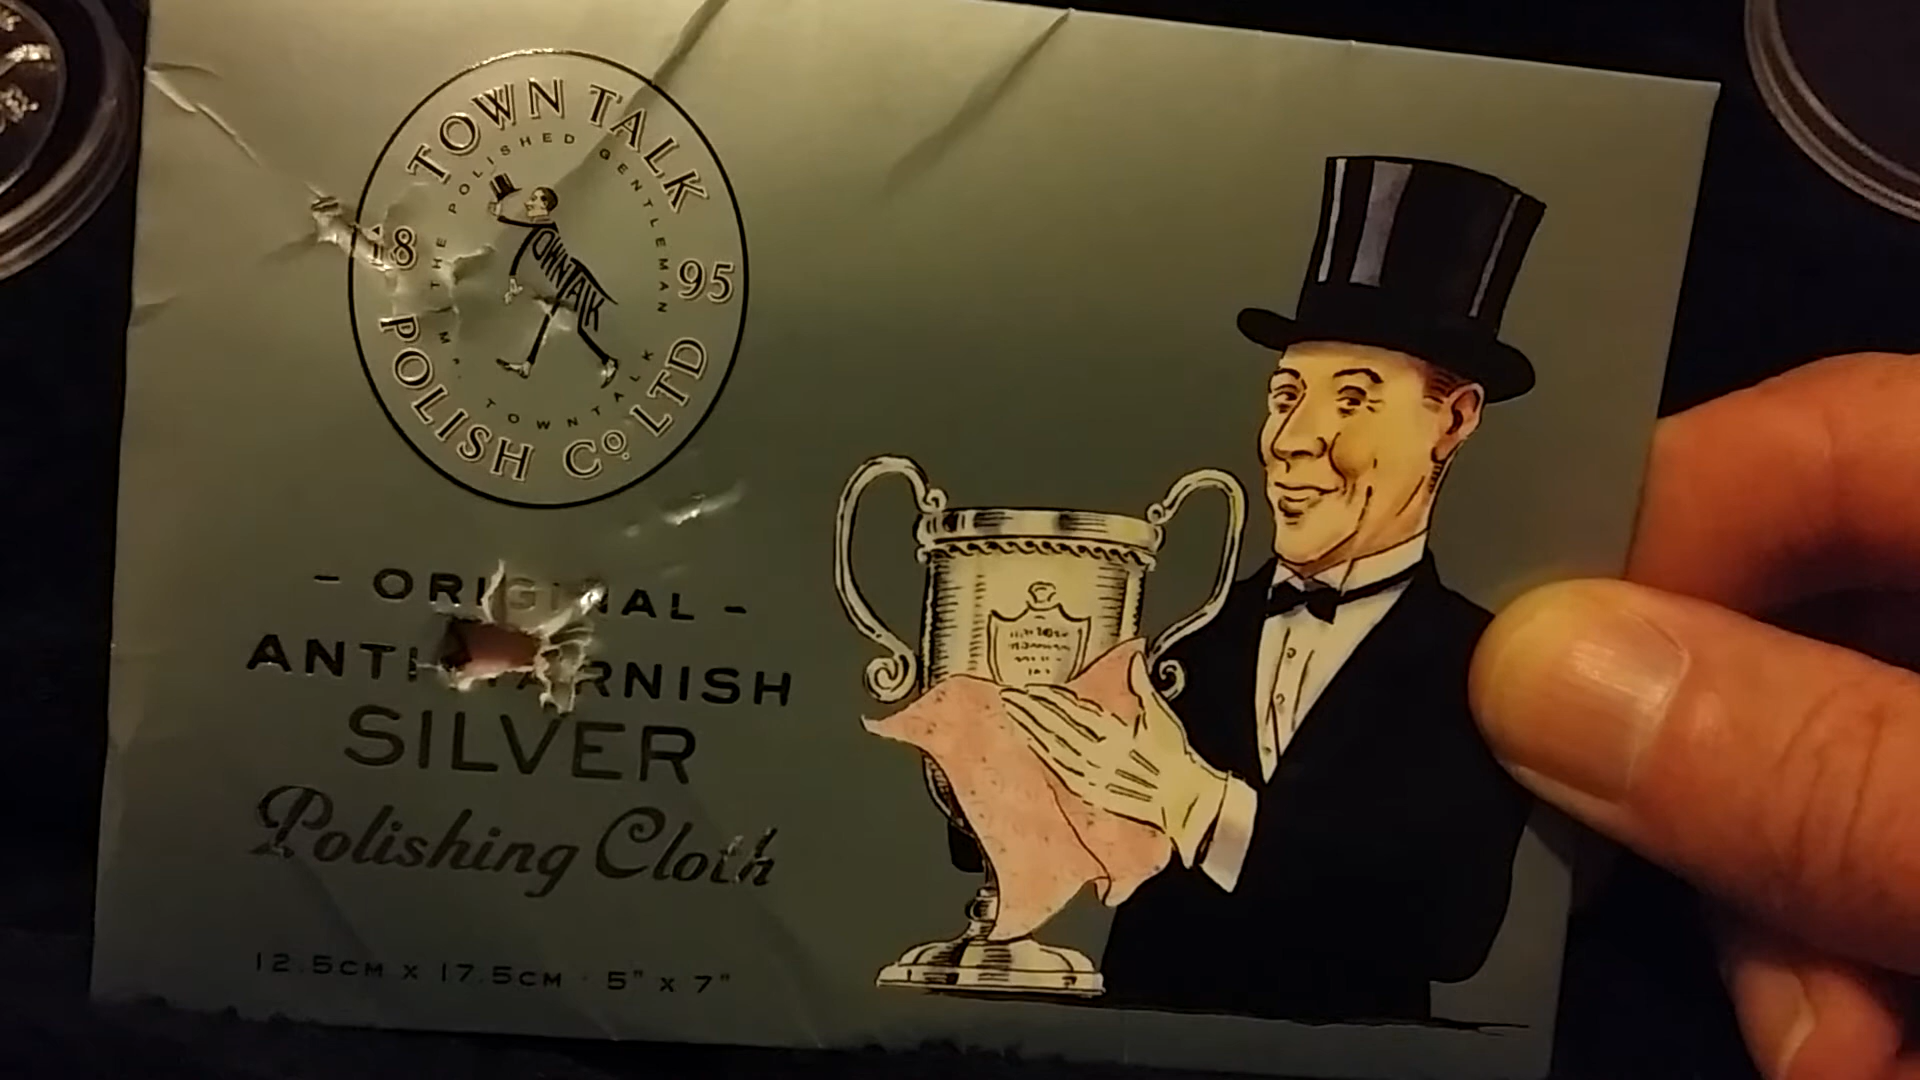 TOWN TALK
THE POLISHED GENTLEMAN
18 95
TOWNTALK
I'M TOWNTALK
POLISH Co LTD
- ORIGINAL -
ANTI-TARNISH
SILVER
Polishing Cloth
12.5CM X 17.5CM · 5" X 7"